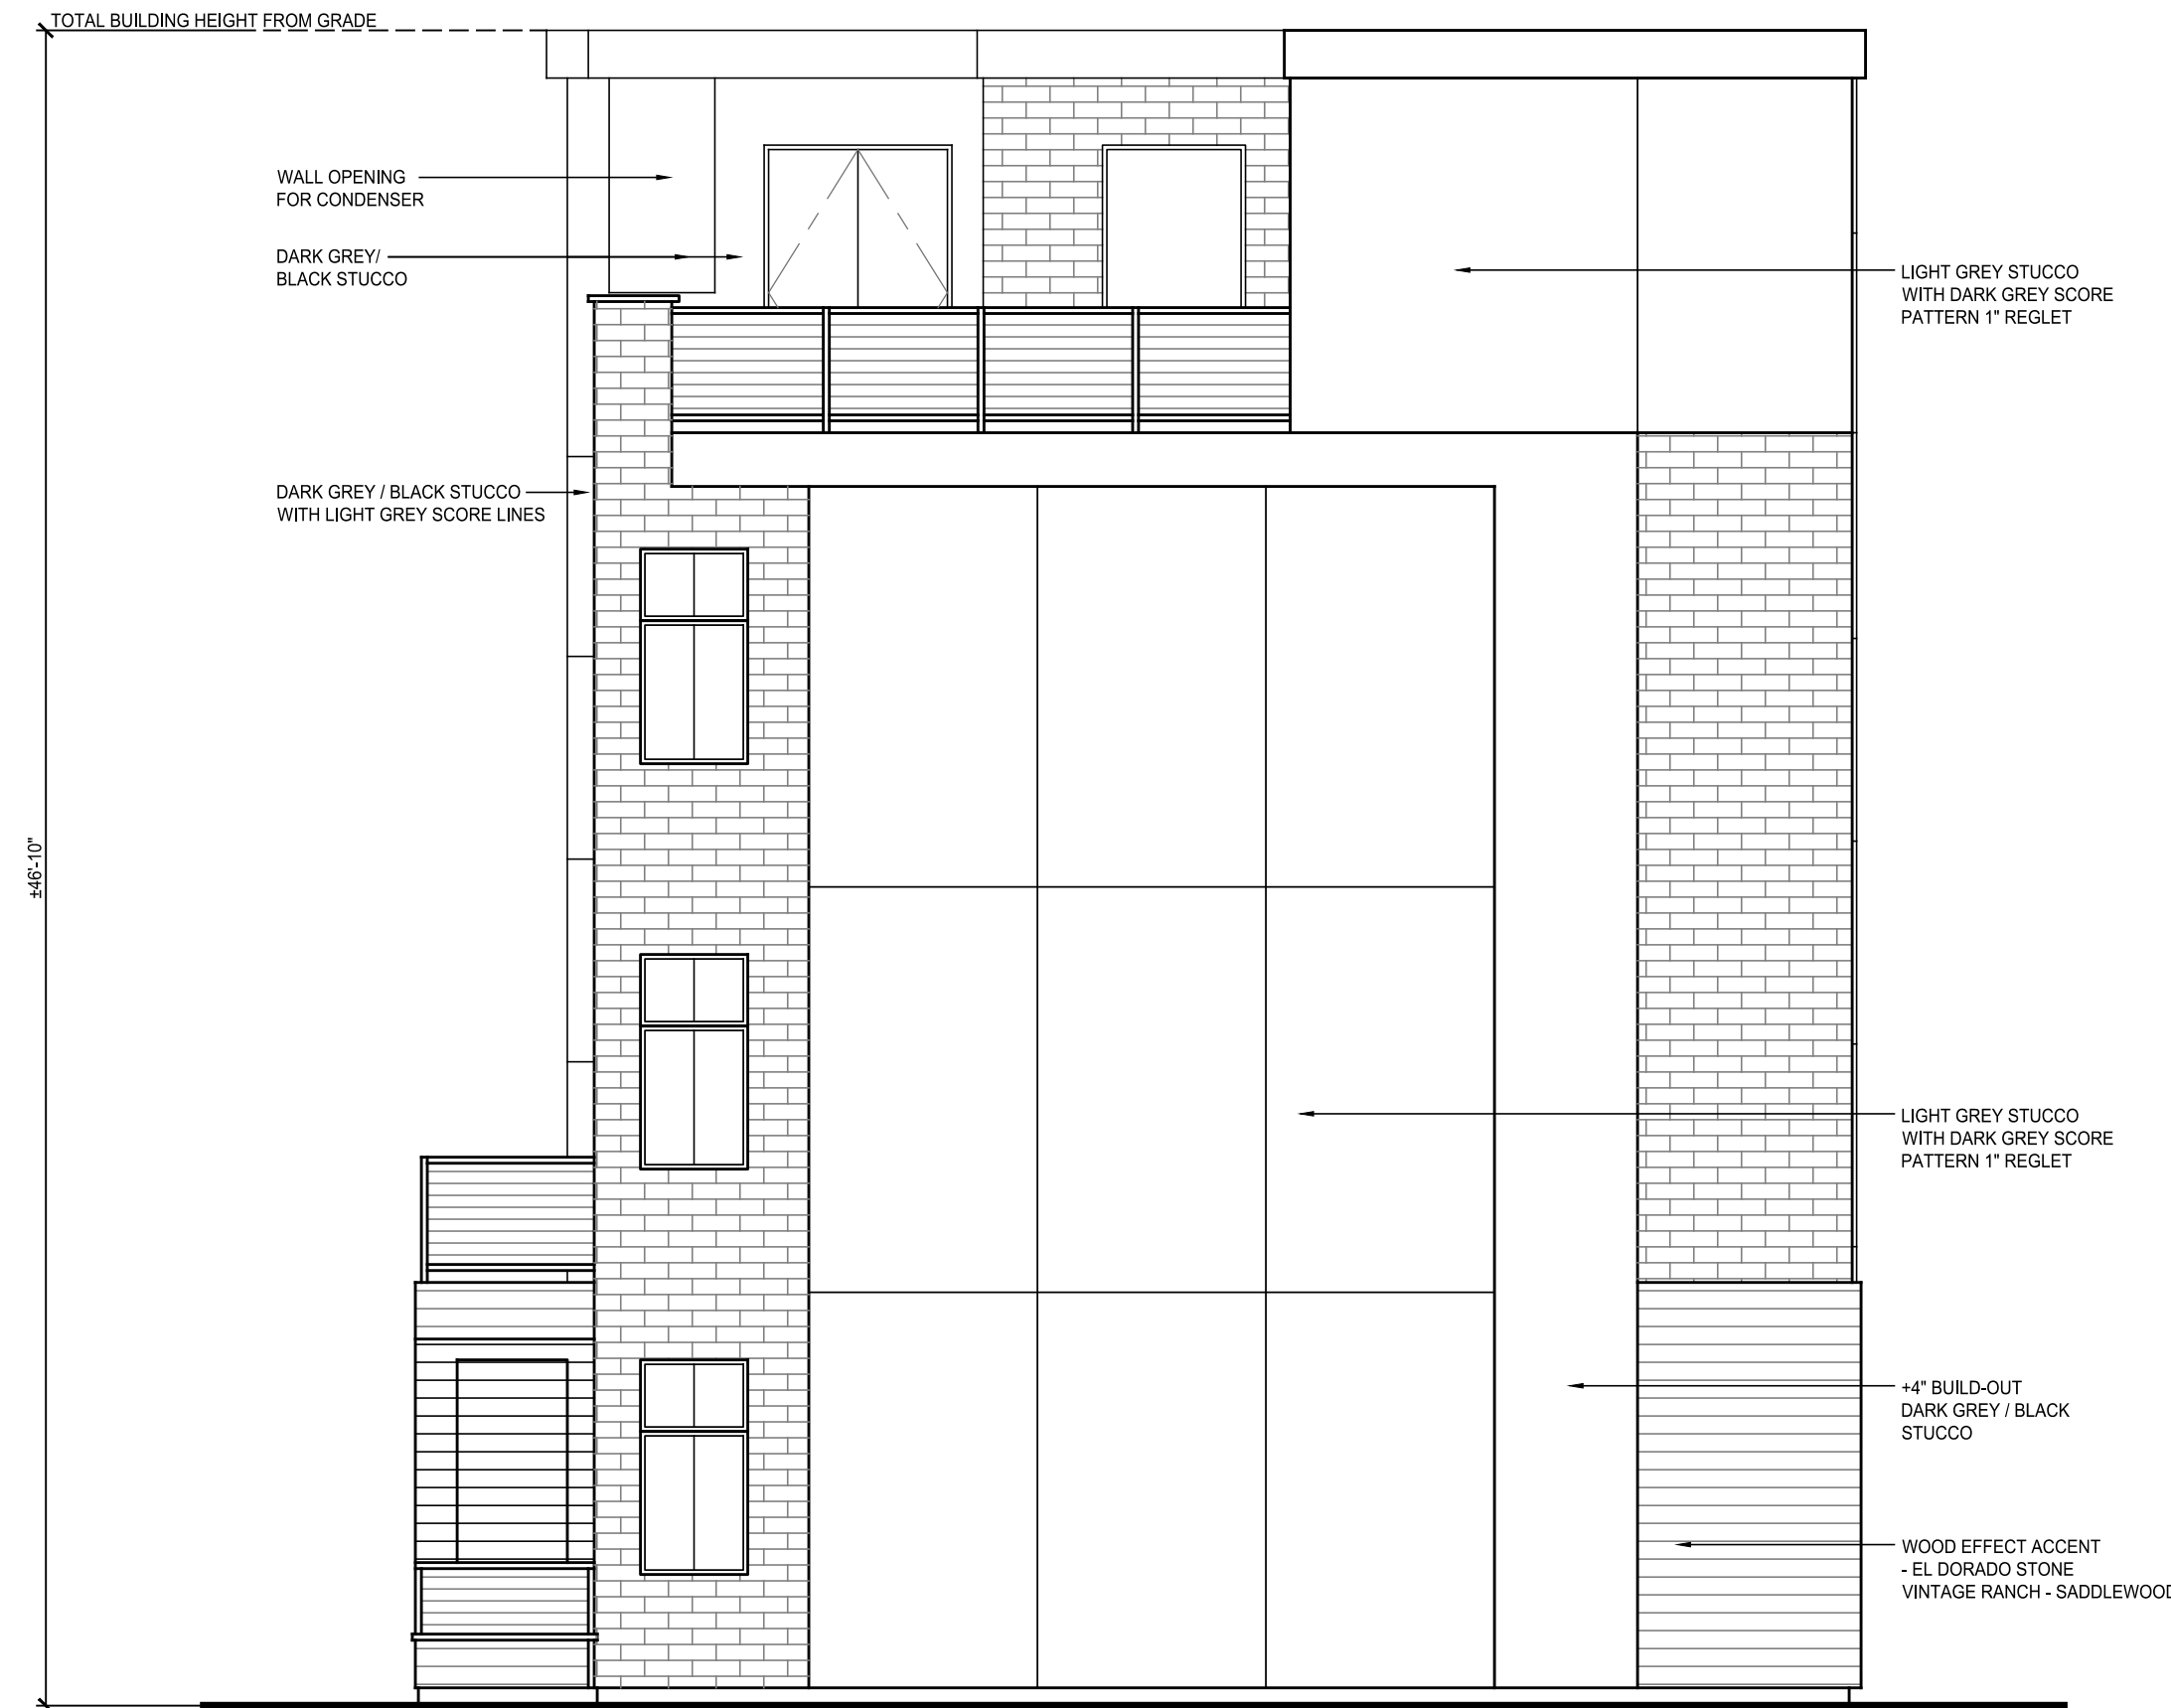 TOTAL BUILDING HEIGHT FROM GRADE
WALL OPENING
FOR CONDENSER
DARK GREY/
BLACK STUCCO
LIGHT GREY STUCCO
WITH DARK GREY SCORE
PATTERN 1" REGLET
DARK GREY / BLACK STUCCO
WITH LIGHT GREY SCORE LINES
±46'-10"
LIGHT GREY STUCCO
WITH DARK GREY SCORE
PATTERN 1" REGLET
+4" BUILD-OUT
DARK GREY / BLACK
STUCCO
WOOD EFFECT ACCENT
- EL DORADO STONE
VINTAGE RANCH - SADDLEWOOD